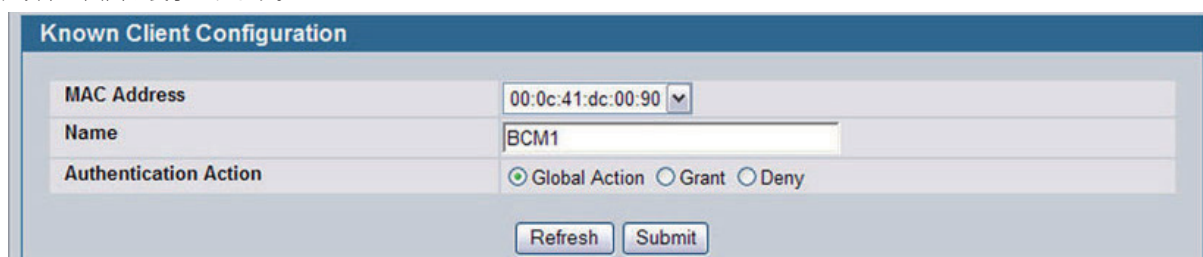 Known Client Configuration
MAC Address 00:0c:41:dc:00:90
Name BCM1
Authentication Action Global Action Grant Deny
Refresh Submit